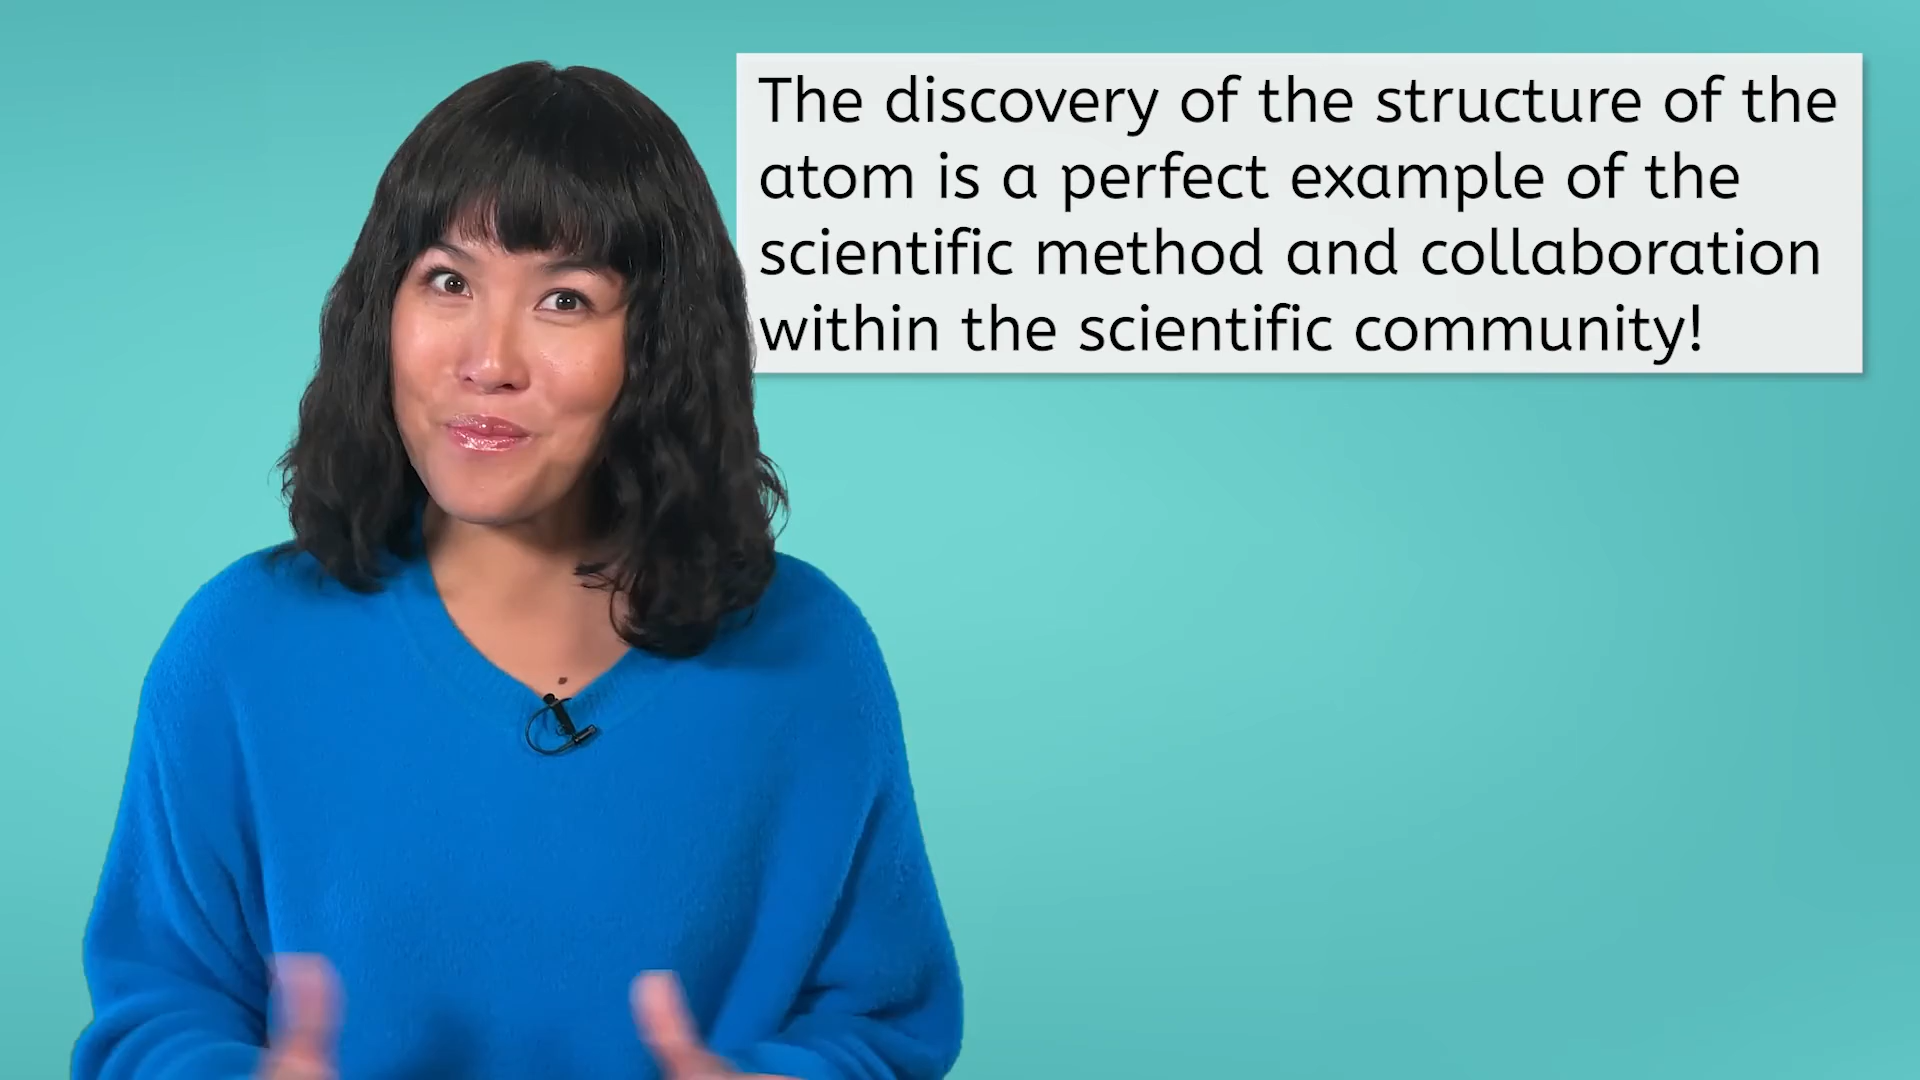 The discovery of the structure of the
atom is a perfect example of the
scientific method and collaboration
within the scientific community!